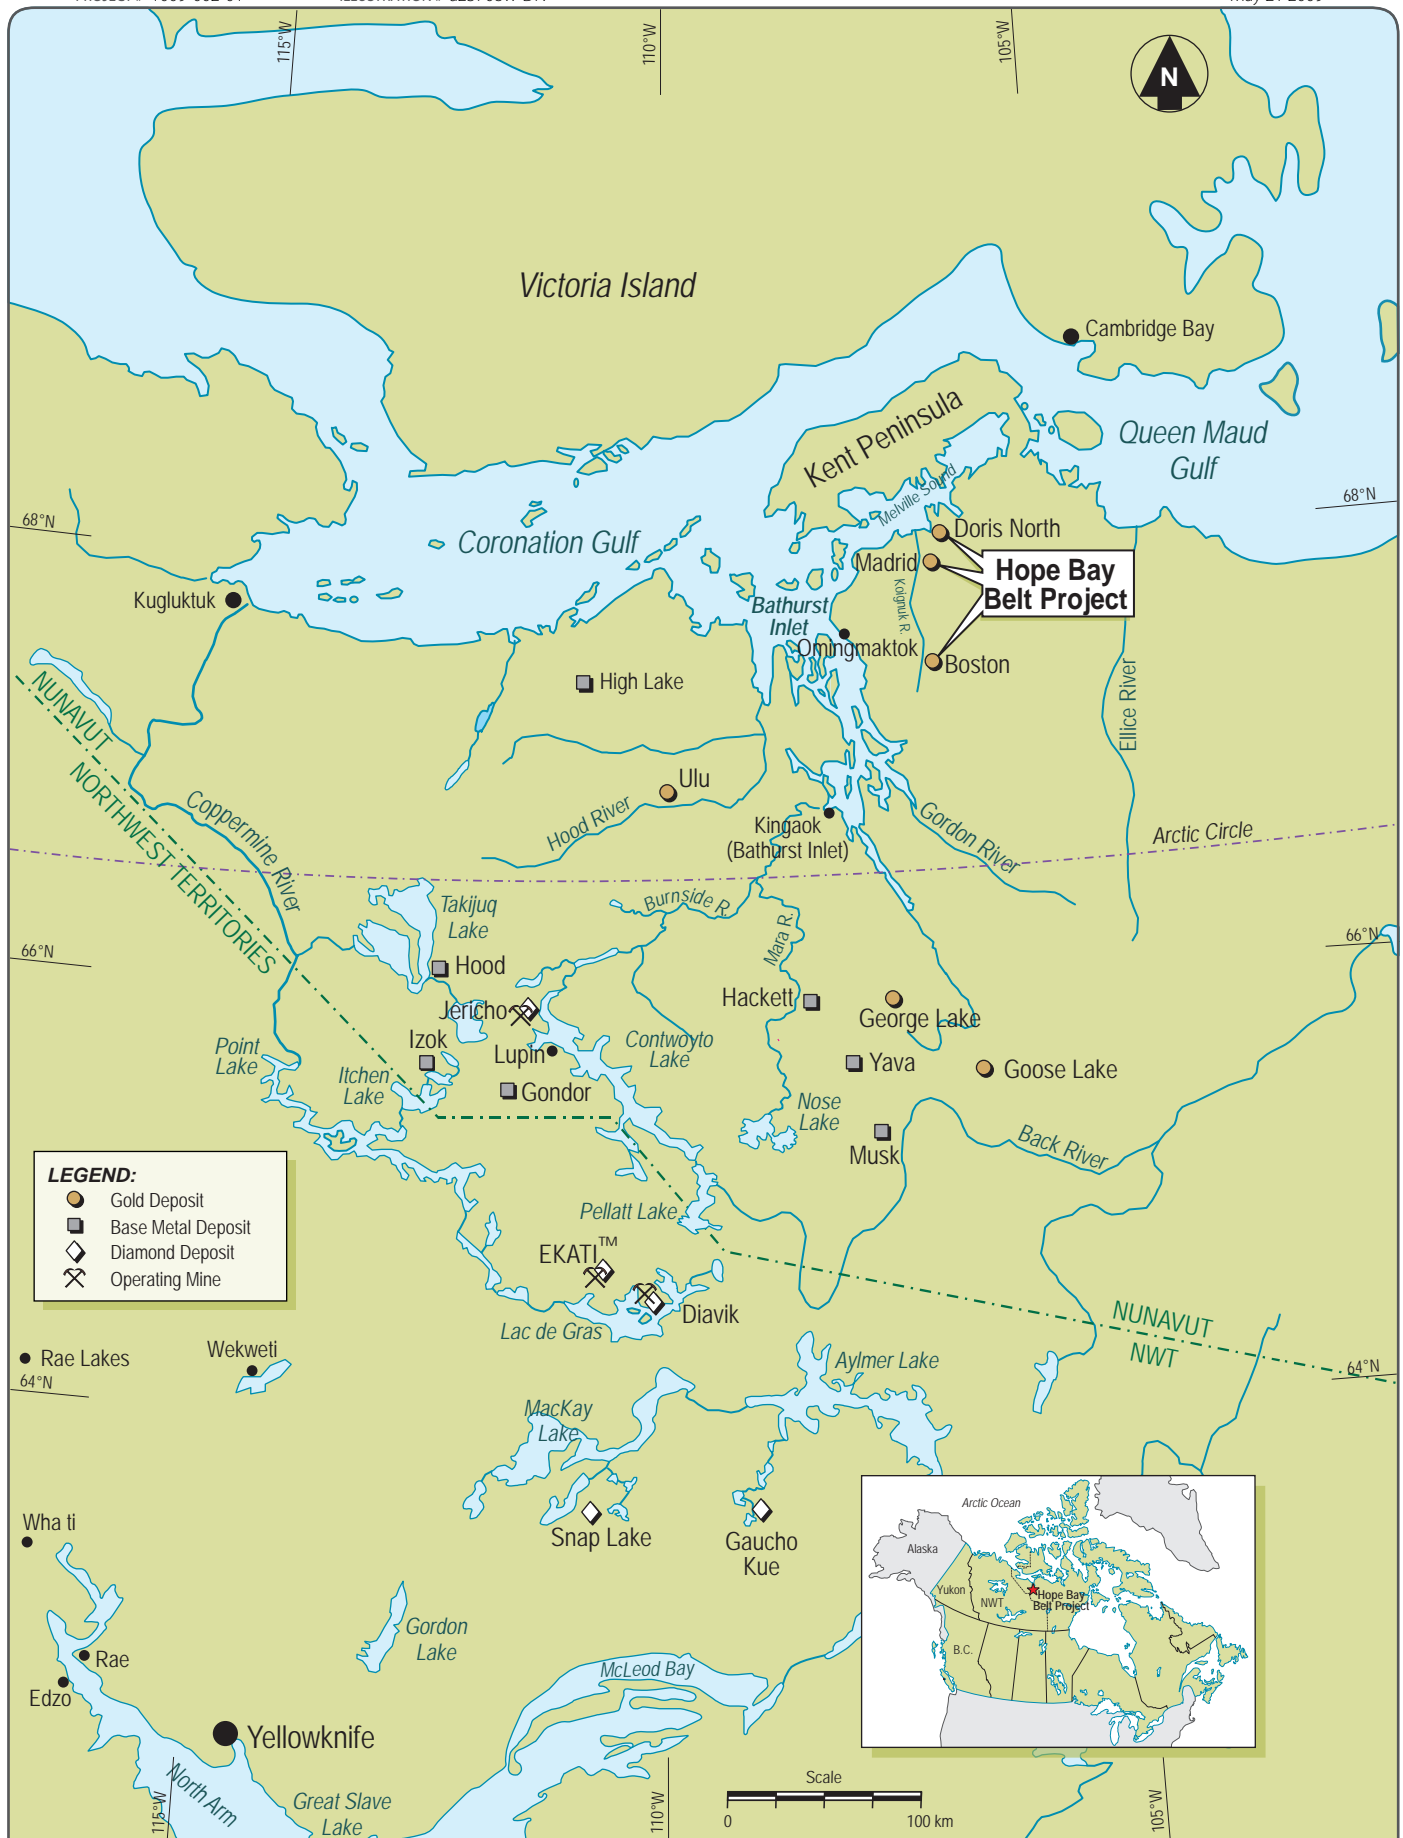 115°W
110°W
105°W
N
Victoria Island
Cambridge Bay
Kent Peninsula
Queen Maud
Gulf
Melville Sound
68°N
68°N
Coronation Gulf
Doris North
Madrid
Hope Bay
Belt Project
Kugluktuk
Bathurst
Inlet
Koignuk R.
Omingmaktok
Boston
High Lake
Ellice River
NUNAVUT
NORTHWEST TERRITORIES
Ulu
Coppermine River
Hood River
Kingaok
(Bathurst Inlet)
Gordon River
Arctic Circle
Takijuq
Lake
Burnside R.
Mara R.
66°N
66°N
Hood
Hackett
George Lake
Jericho
Izok
Lupin
Contwoyto
Lake
Point
Lake
Itchen
Lake
Yava
Goose Lake
Gondor
Nose
Lake
Musk
Back River
LEGEND:
Gold Deposit
Base Metal Deposit
Diamond Deposit
Operating Mine
Pellatt Lake
EKATI™
Diavik
Lac de Gras
NUNAVUT
NWT
Rae Lakes
Wekweti
Aylmer Lake
64°N
64°N
MacKay
Lake
Snap Lake
Gaucho
Kue
Wha ti
Arctic Ocean
Alaska
Yukon
NWT
Hope Bay
Belt Project
B.C.
Gordon
Lake
McLeod Bay
Rae
Edzo
Yellowknife
North Arm
Great Slave
Lake
Scale
0 100 km
115°W
110°W
105°W